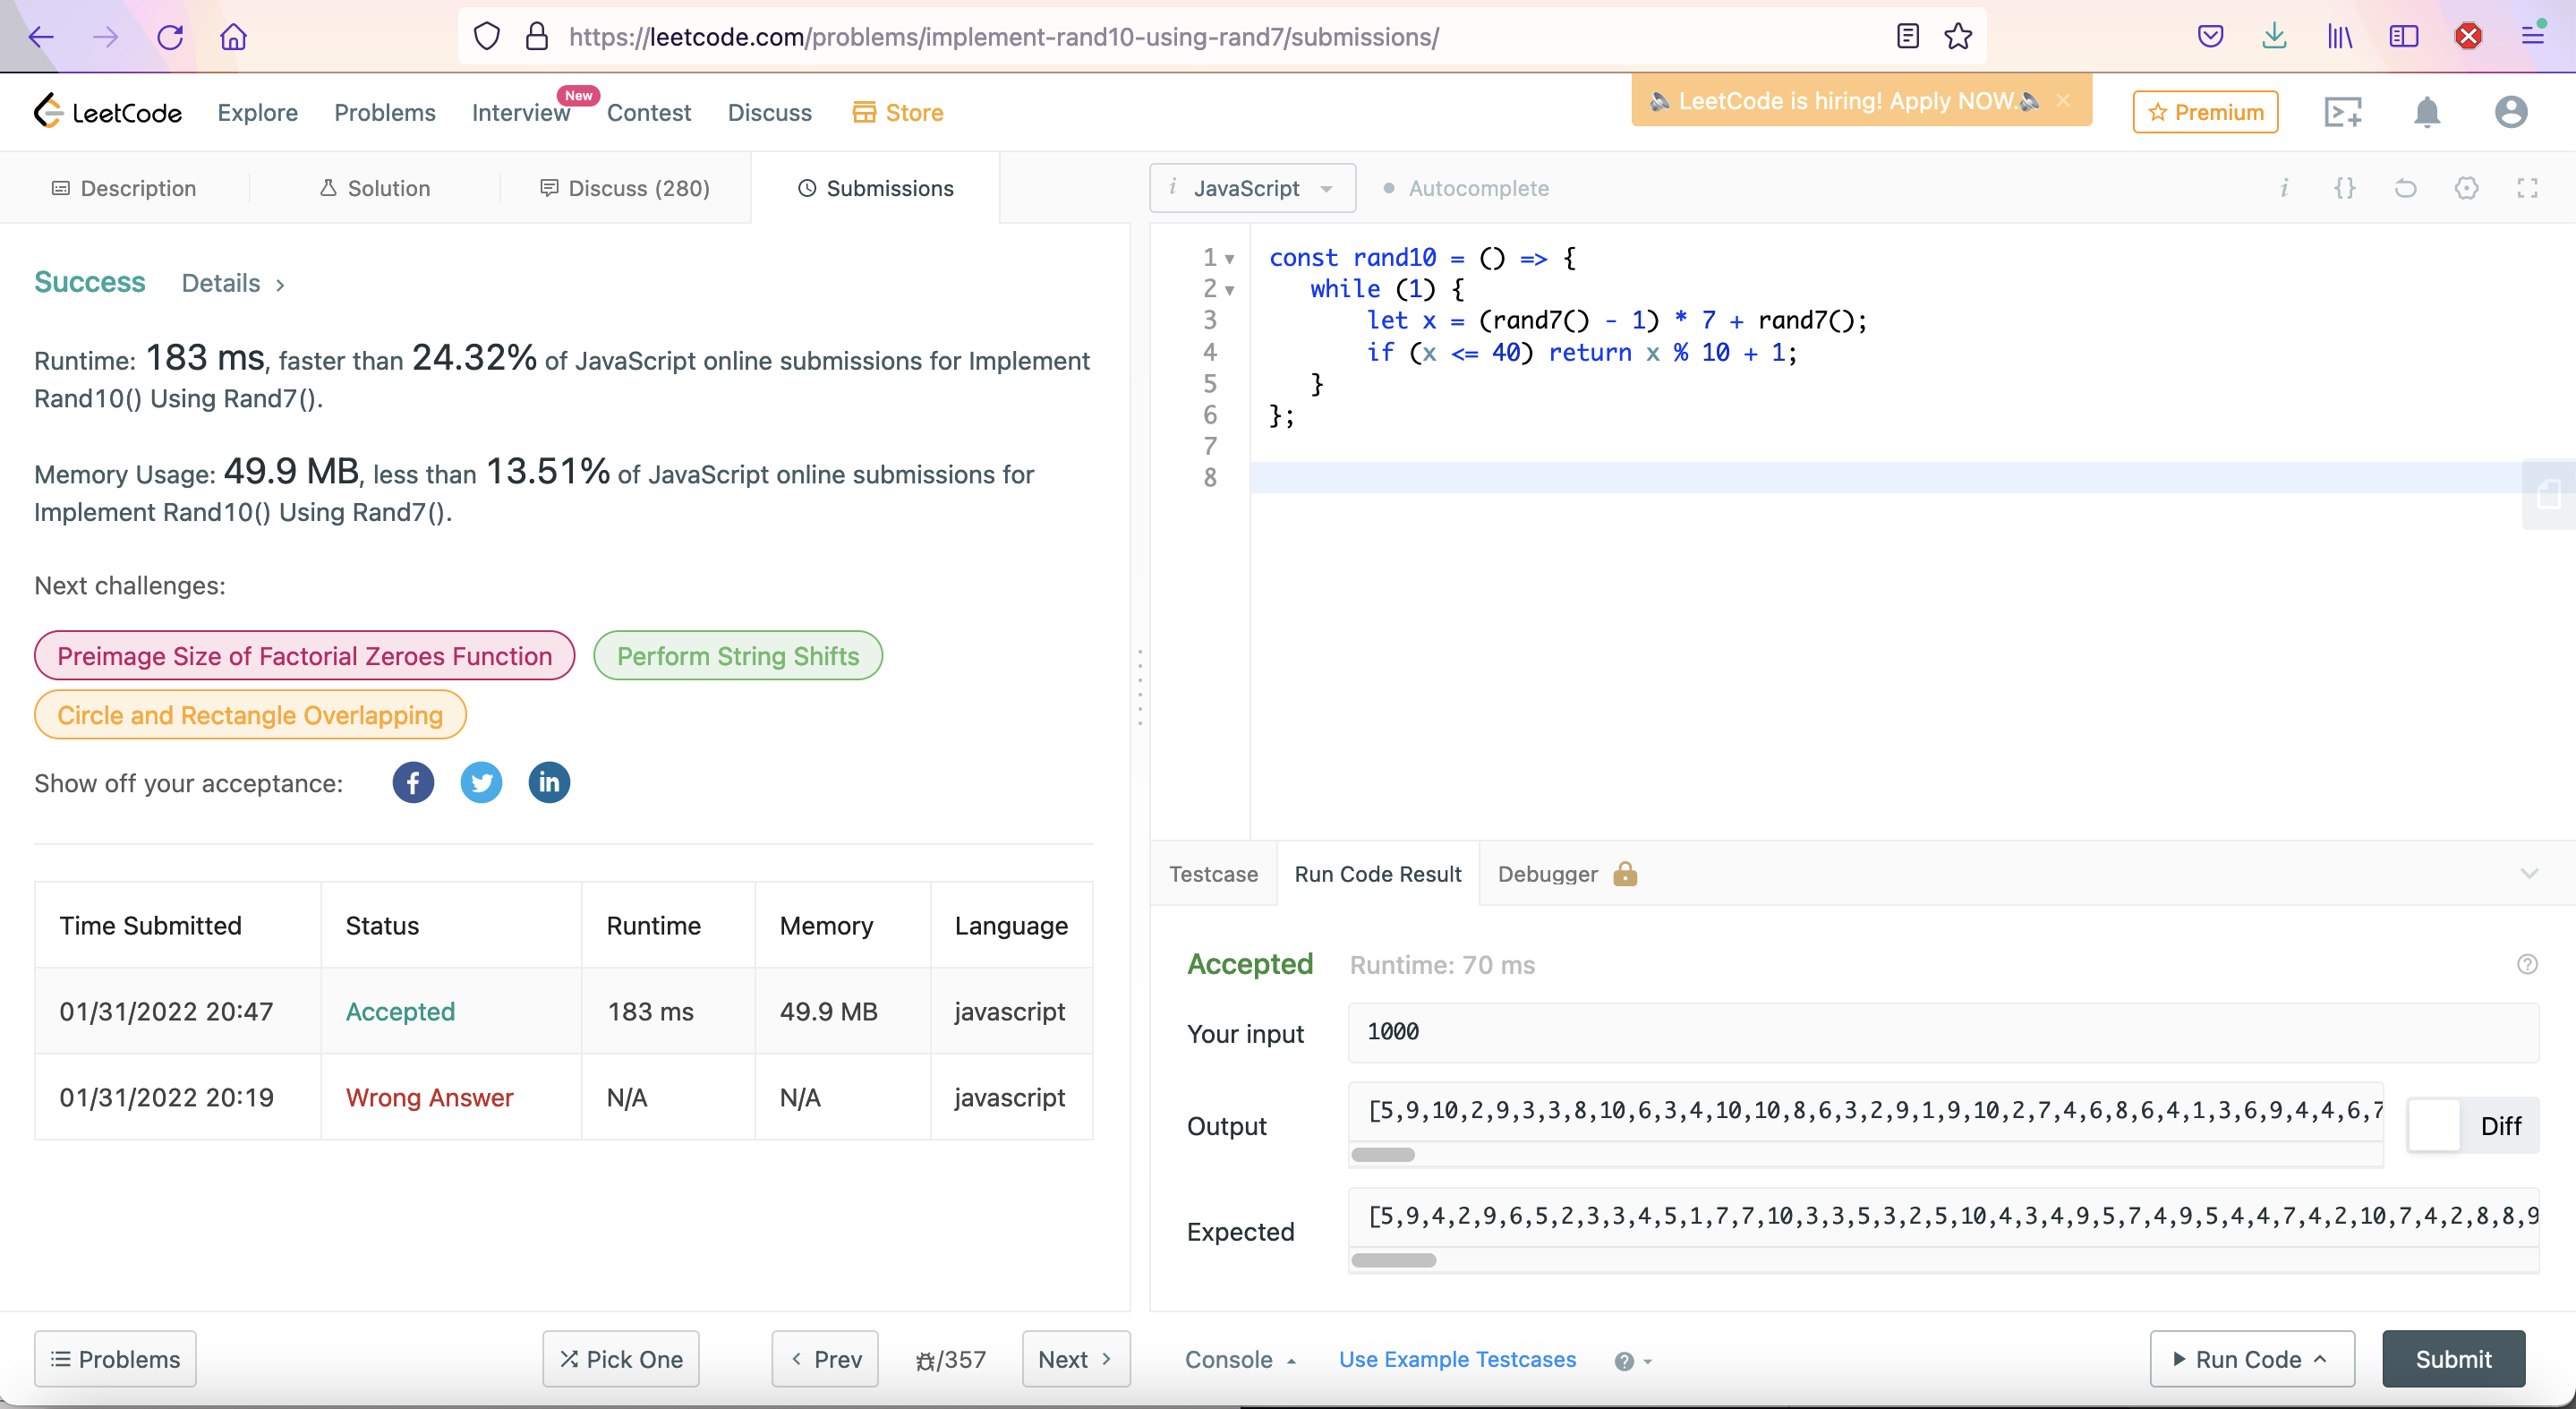 https://leetcode.com/problems/implement-rand10-using-rand7/submissions/
LeetCode
Explore
Problems
Interview
New
Contest
Discuss
Store
LeetCode is hiring! Apply NOW.
Premium
Description
Solution
Discuss (280)
Submissions
Success
Details
Runtime: 183 ms, faster than 24.32% of JavaScript online submissions for Implement
Rand10() Using Rand7().
Memory Usage: 49.9 MB, less than 13.51% of JavaScript online submissions for
Implement Rand10() Using Rand7().
Next challenges:
Preimage Size of Factorial Zeroes Function
Perform String Shifts
Circle and Rectangle Overlapping
Show off your acceptance:
Time Submitted Status Runtime Memory Language
01/31/2022 20:47 Accepted 183 ms 49.9 MB javascript
01/31/2022 20:19 Wrong Answer N/A N/A javascript
Problems
Pick One
Prev
/357
Next
i JavaScript
Autocomplete
i {}
1 const rand10 = () => {
2 while (1) {
3 let x = (rand7() - 1) * 7 + rand7();
4 if (x <= 40) return x % 10 + 1;
5 }
6 };
7
8
Testcase
Run Code Result
Debugger
Accepted
Runtime: 70 ms
Your input
1000
Output
[5,9,10,2,9,3,3,8,10,6,3,4,10,10,8,6,3,2,9,1,9,10,2,7,4,6,8,6,4,1,3,6,9,4,4,6,7
Diff
Expected
[5,9,4,2,9,6,5,2,3,3,4,5,1,7,7,10,3,3,5,3,2,5,10,4,3,4,9,5,7,4,9,5,4,4,7,4,2,10,7,4,2,8,8,9
Console
Use Example Testcases
Run Code
Submit